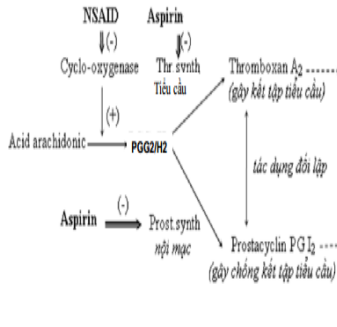 NSAID Aspirin
(-) (-)
Cyclo-oxygenase Thr synth Thromboxan A2 ------
Tiểu cầu (gây kết tập tiểu cầu)
(+)
Acid arachidonic PGG2/H2
tác dụng đối lập
(-)
Aspirin Prost synth Prostacyclin PG I2 ----
nội mạc (gây chống kết tập tiểu cầu)